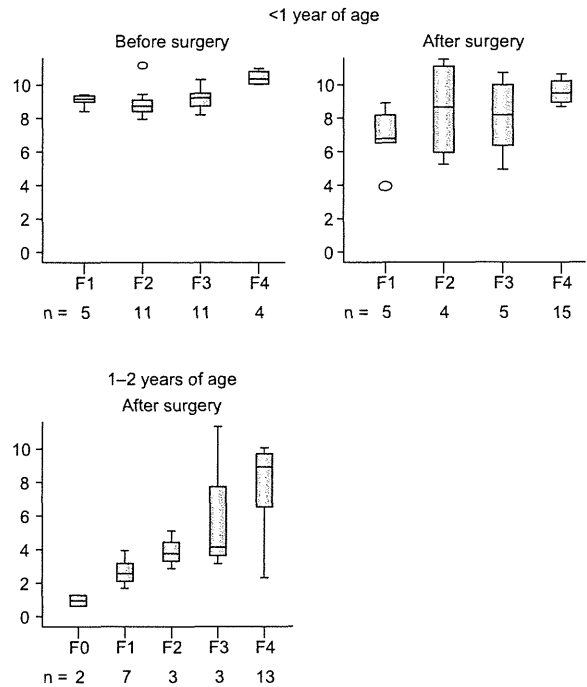 <1 year of age
Before surgery
After surgery
10
8
6
4
2
0
F1 F2 F3 F4
n = 5 11 11 4
10
8
6
4
2
0
F1 F2 F3 F4
5 4 5 15
1–2 years of age
After surgery
10
8
6
4
2
0
F0 F1 F2 F3 F4
n = 2 7 3 3 13